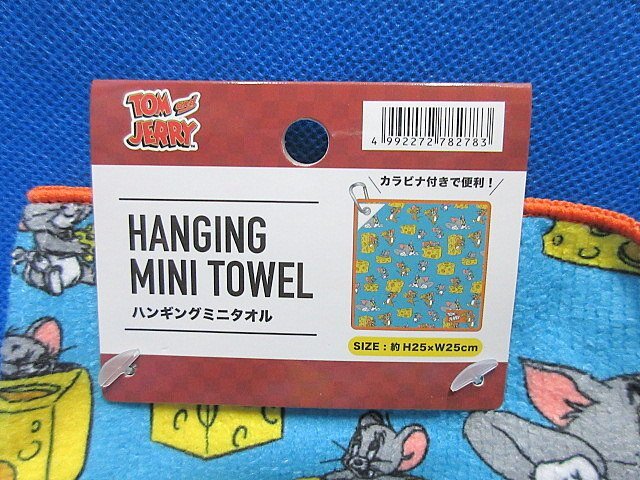 TOM and
JERRY
4 992272 782783
カラビナ付きで便利！
HANGING
MINI TOWEL
ハンギングミニタオル
SIZE：約 H25×W25cm